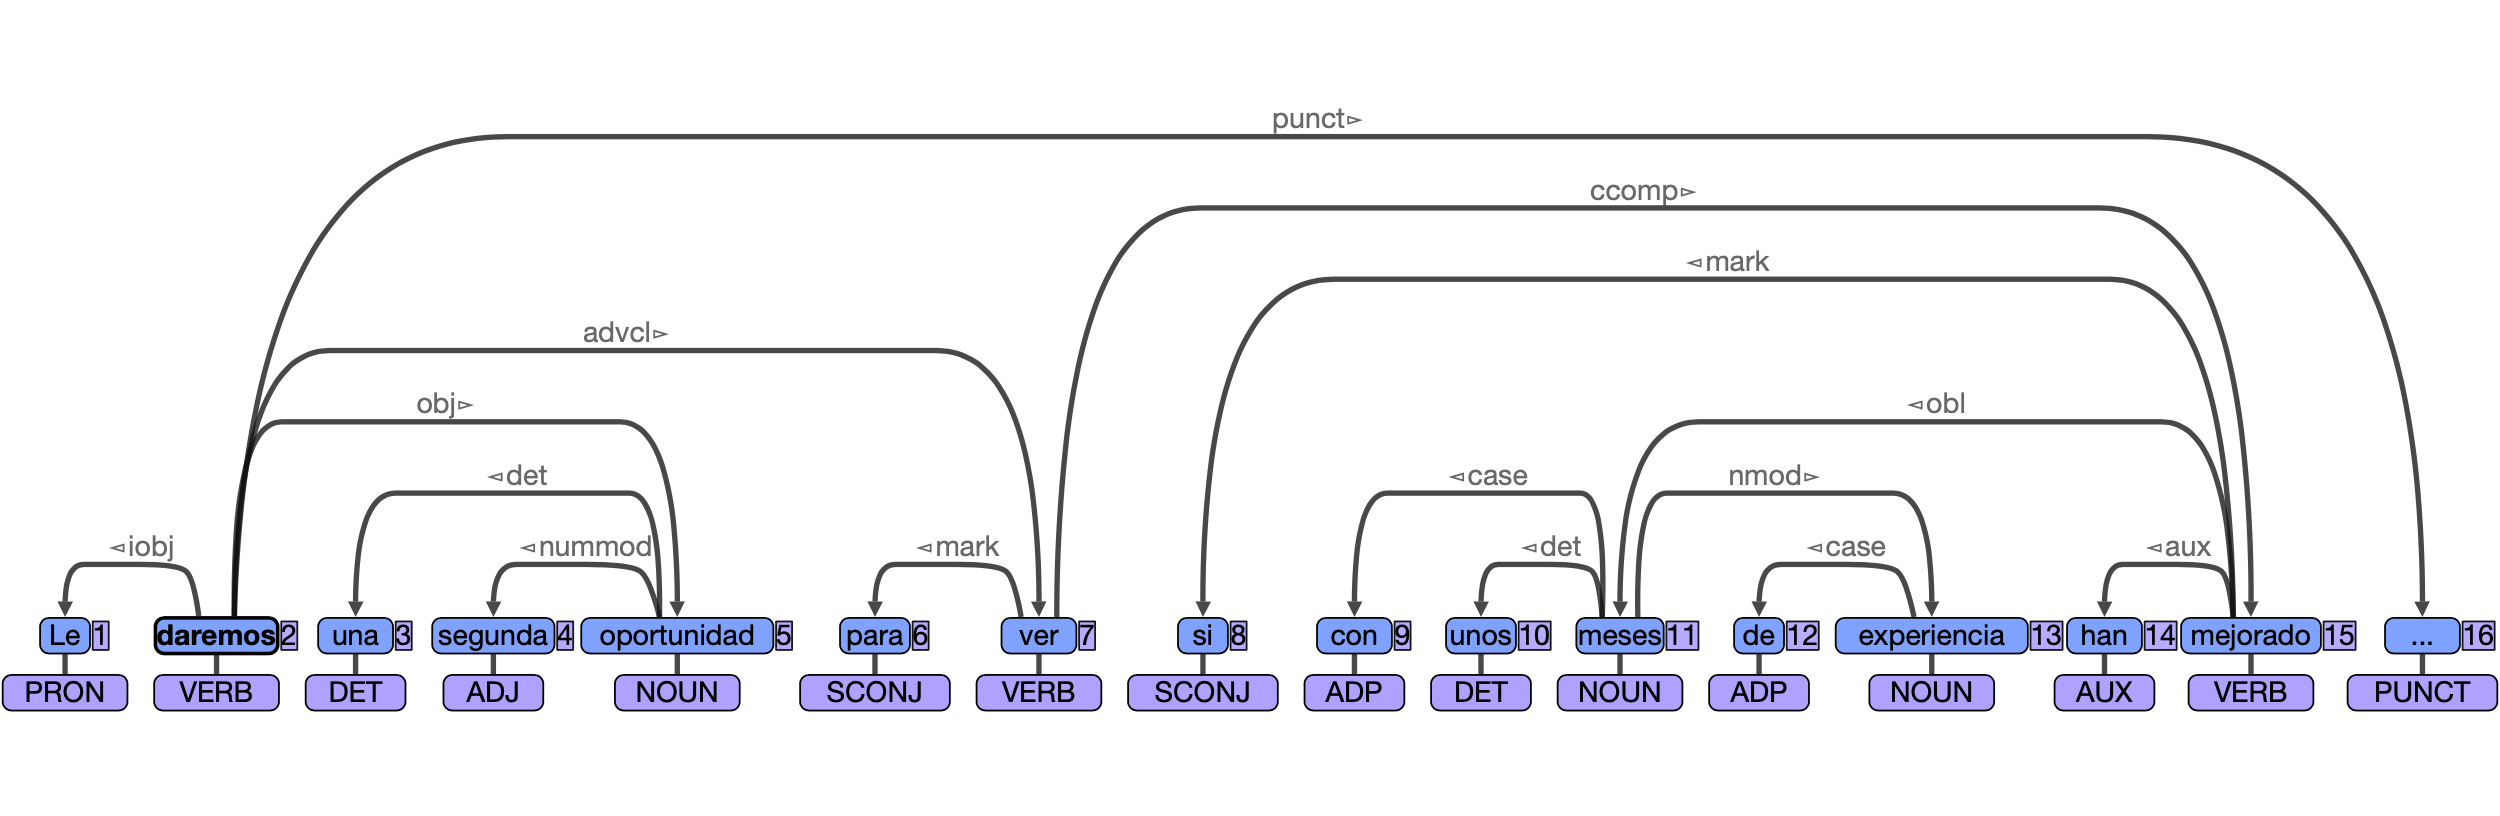 punct▹
ccomp▹
◃mark
advcl▹
obj▹
◃obl
◃det
◃case
nmod▹
◃iobj
◃nummod
◃mark
◃det
◃case
◃aux
Le 1 daremos 2 una 3 segunda 4 oportunidad 5 para 6 ver 7 si 8 con 9 unos 10 meses 11 de 12 experiencia 13 han 14 mejorado 15 ... 16
PRON VERB DET ADJ NOUN SCONJ VERB SCONJ ADP DET NOUN ADP NOUN AUX VERB PUNCT